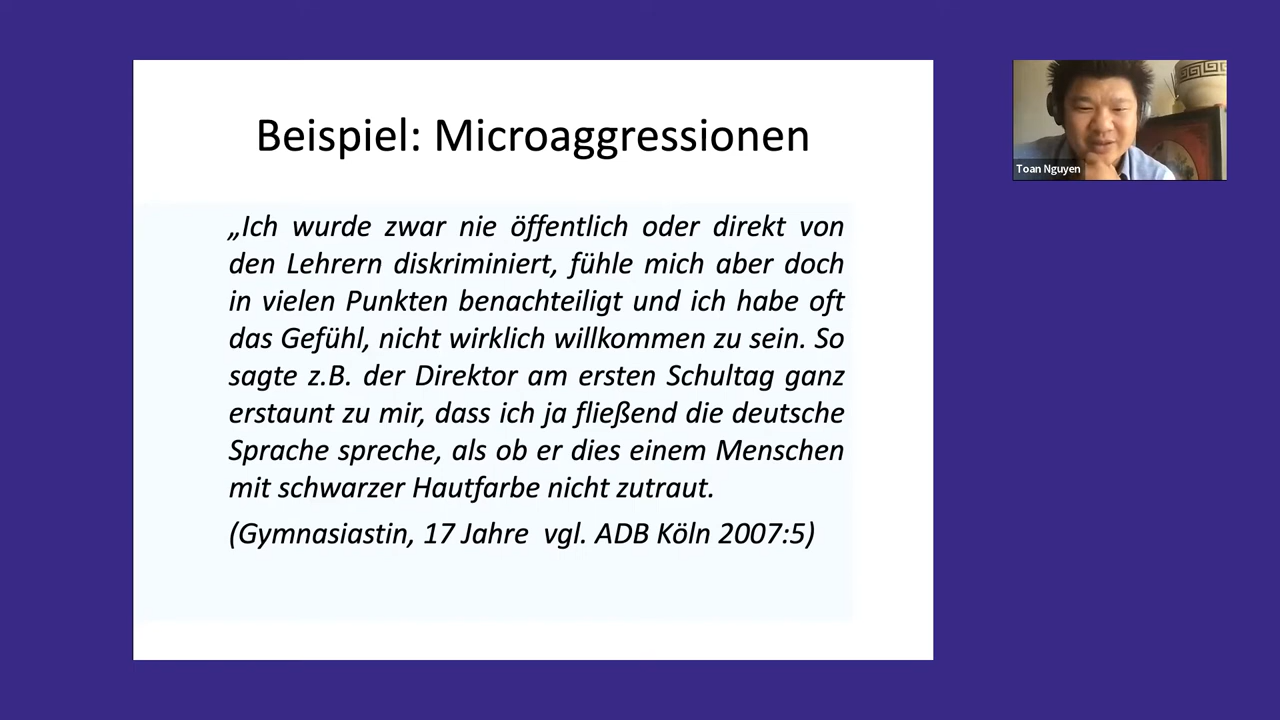 Beispiel: Microaggressionen
„Ich wurde zwar nie öffentlich oder direkt von
den Lehrern diskriminiert, fühle mich aber doch
in vielen Punkten benachteiligt und ich habe oft
das Gefühl, nicht wirklich willkommen zu sein. So
sagte z.B. der Direktor am ersten Schultag ganz
erstaunt zu mir, dass ich ja fließend die deutsche
Sprache spreche, als ob er dies einem Menschen
mit schwarzer Hautfarbe nicht zutraut.
(Gymnasiastin, 17 Jahre  vgl. ADB Köln 2007:5)
Toan Nguyen